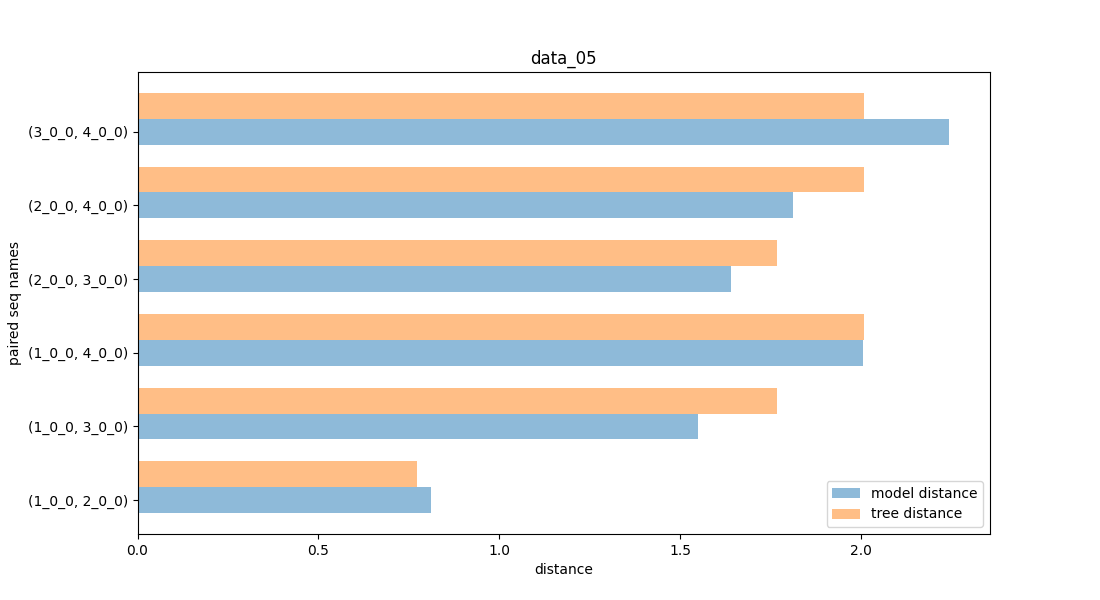 data_05
paired seq names
(3_0_0, 4_0_0)
(2_0_0, 4_0_0)
(2_0_0, 3_0_0)
(1_0_0, 4_0_0)
(1_0_0, 3_0_0)
(1_0_0, 2_0_0)
model distance
tree distance
0.0 0.5 1.0 1.5 2.0
distance